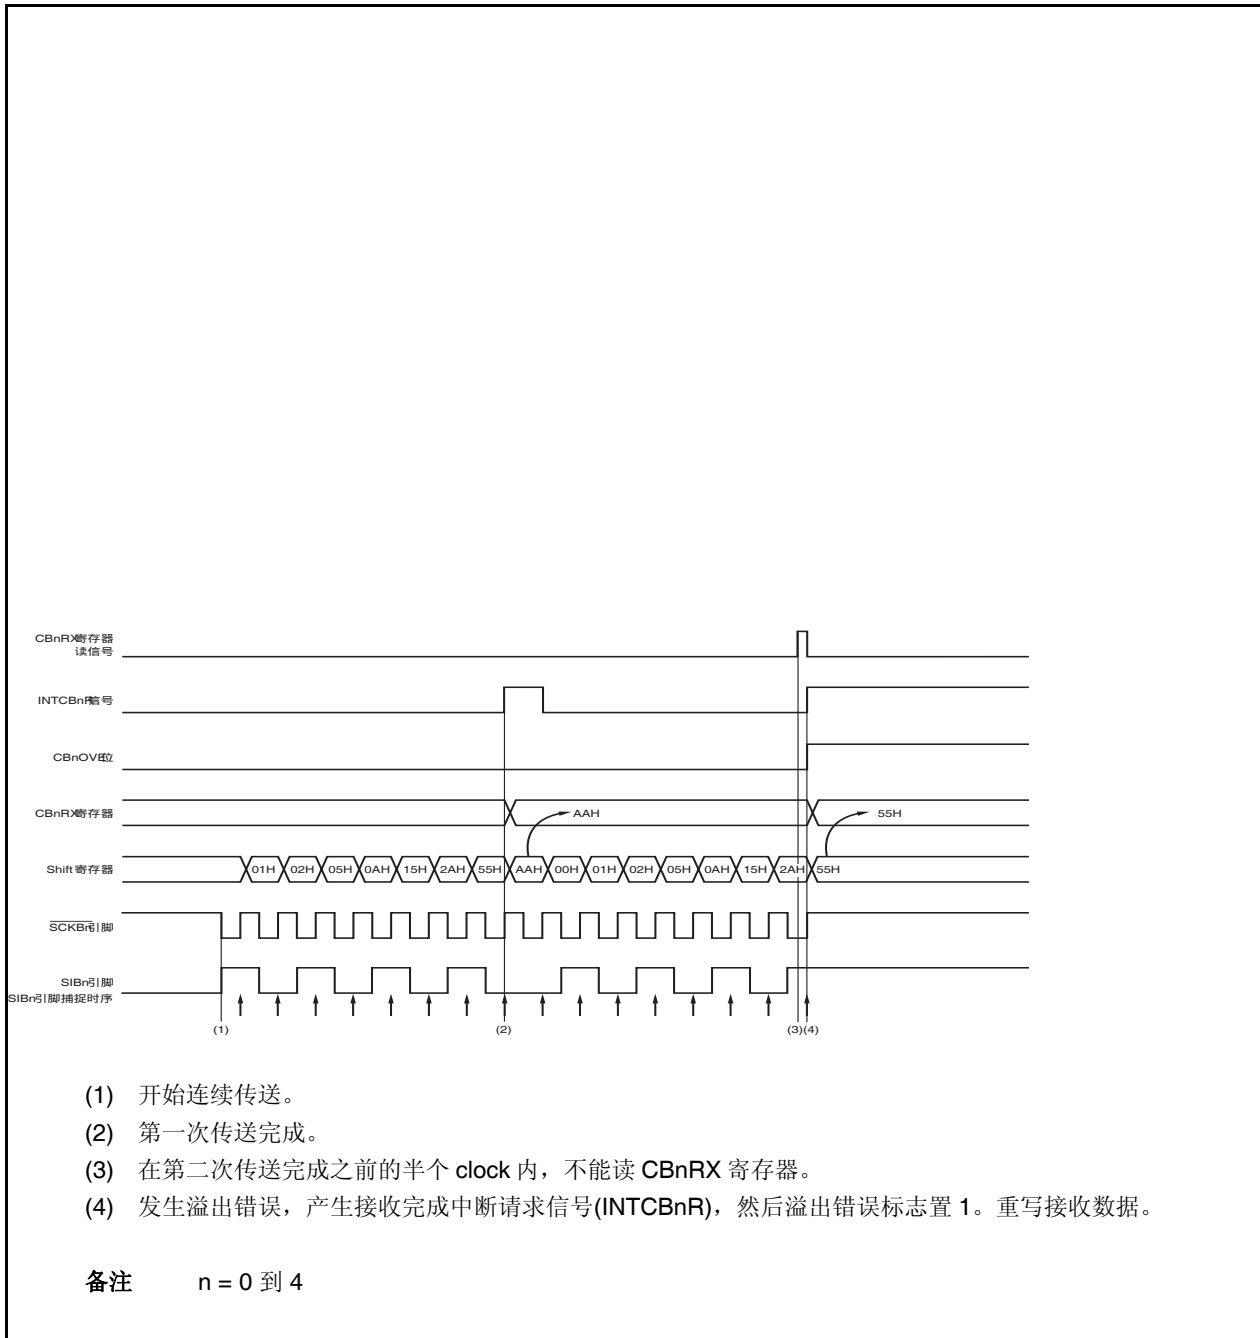 CBnRX寄存器
读信号
INTCBnR信号
CBnOVE位
CBnRX寄存器 AAH 55H
Shift 寄存器 01H 02H 05H 0AH 15H 2AH 55H AAH 00H 01H 02H 05H 0AH 15H 2AH 55H
SCKBn引脚
SIBn引脚
SIBn引脚捕捉时序
(1) (2) (3)(4)
(1) 开始连续传送。
(2) 第一次传送完成。
(3) 在第二次传送完成之前的半个 clock 内，不能读 CBnRX 寄存器。
(4) 发生溢出错误，产生接收完成中断请求信号(INTCBnR)，然后溢出错误标志置 1。重写接收数据。
备注 n = 0 到 4